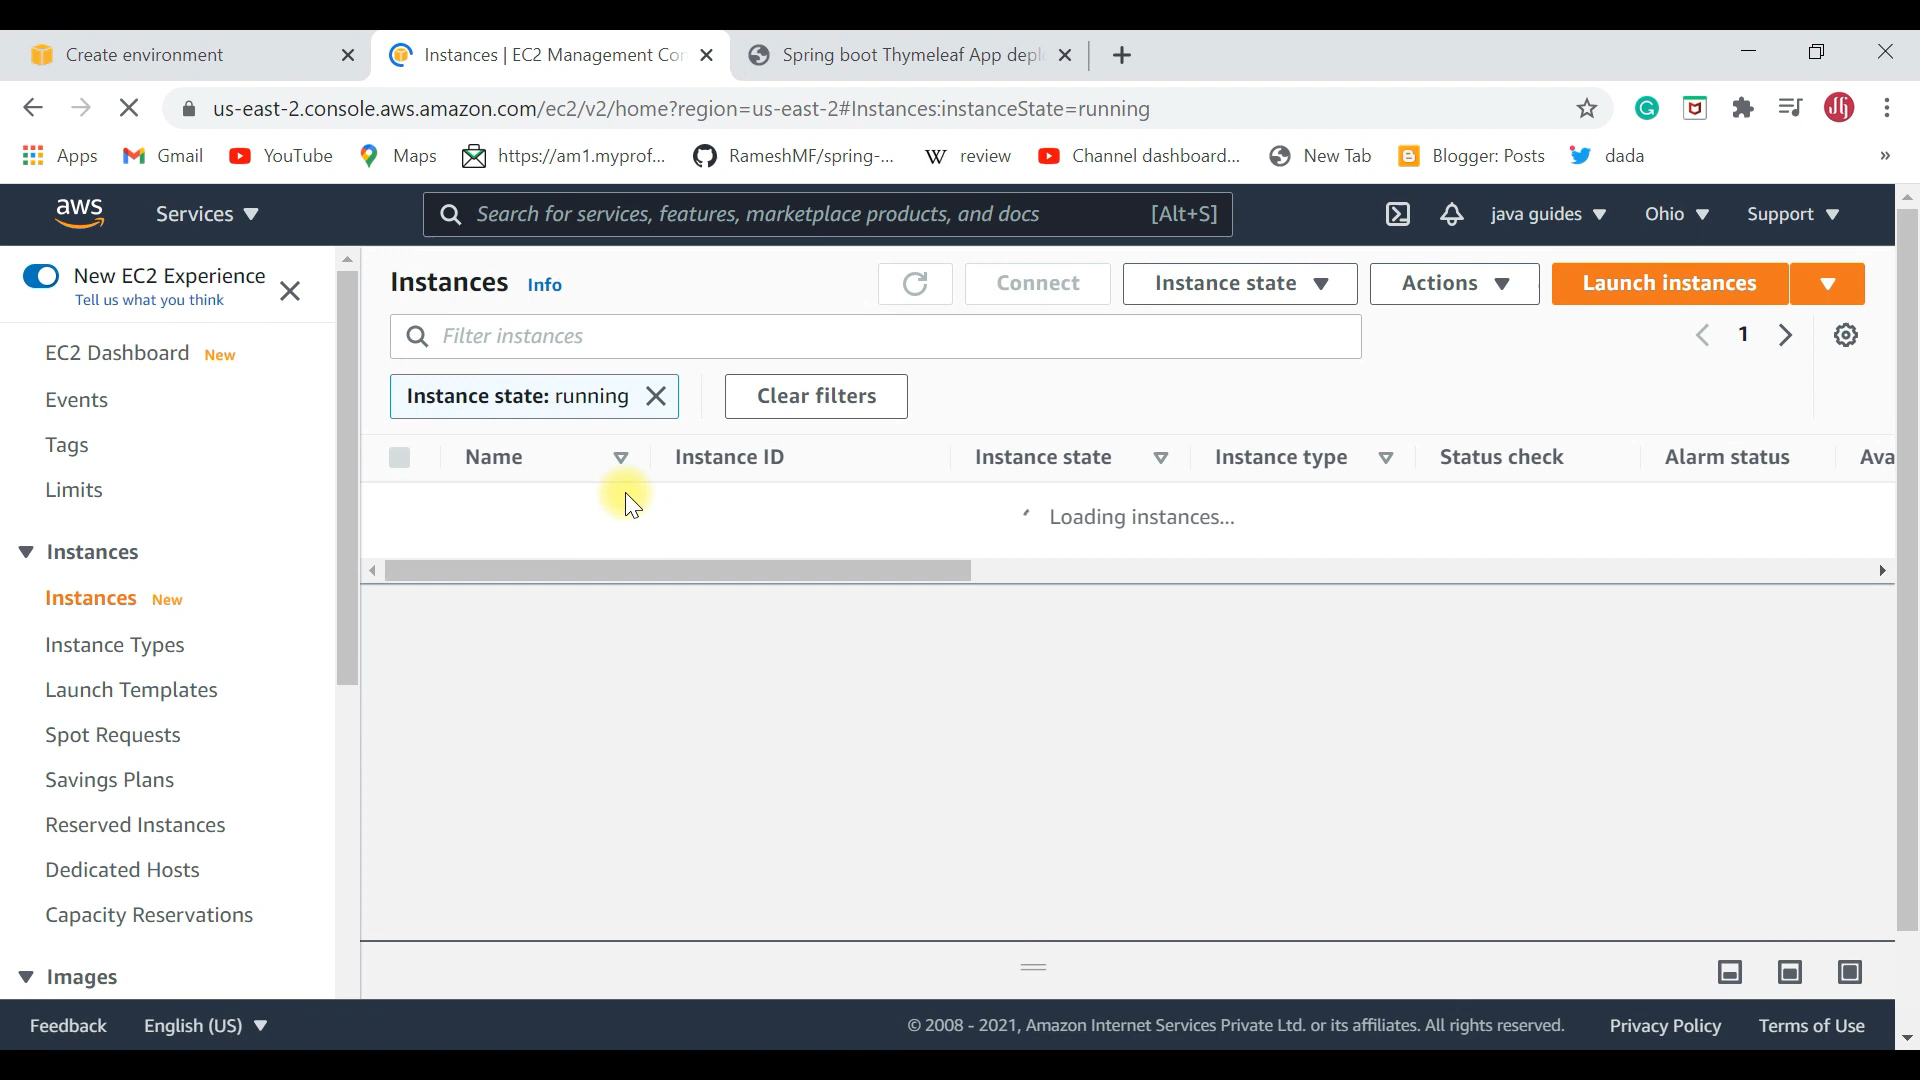 Create environment
Instances | EC2 Management Cor
Spring boot Thymeleaf App depl
us-east-2.console.aws.amazon.com/ec2/v2/home?region=us-east-2#Instances:instanceState=running
Apps
Gmail
YouTube
Maps
https://am1.myprof...
RameshMF/spring-...
W review
Channel dashboard...
New Tab
Blogger: Posts
dada
»
aws
Services
Search for services, features, marketplace products, and docs
[Alt+S]
java guides
Ohio
Support
New EC2 Experience
Tell us what you think
EC2 Dashboard New
Events
Tags
Limits
Instances
Instances New
Instance Types
Launch Templates
Spot Requests
Savings Plans
Reserved Instances
Dedicated Hosts
Capacity Reservations
Images
Instances Info
Connect
Instance state
Actions
Launch instances
Filter instances
1
Instance state: running
Clear filters
Name
Instance ID
Instance state
Instance type
Status check
Alarm status
Ava
Loading instances...
Feedback
English (US)
© 2008 - 2021, Amazon Internet Services Private Ltd. or its affiliates. All rights reserved.
Privacy Policy
Terms of Use